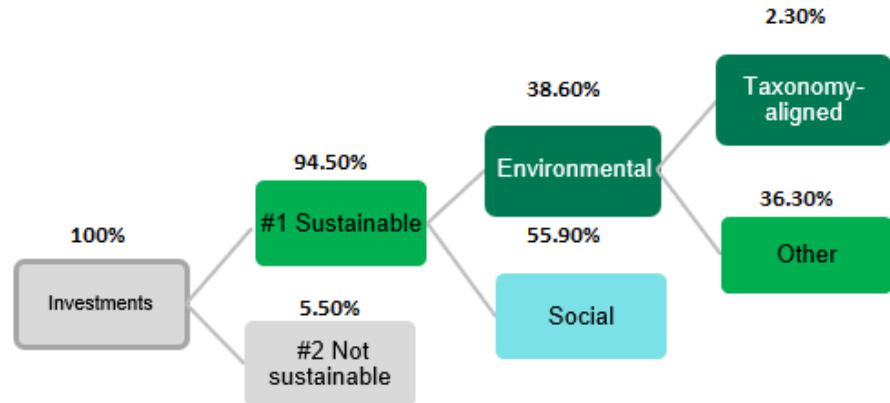 2.30%
Taxonomy-
aligned
38.60%
Environmental
94.50%
#1 Sustainable
36.30%
Other
100%
Investments
55.90%
Social
5.50%
#2 Not
sustainable